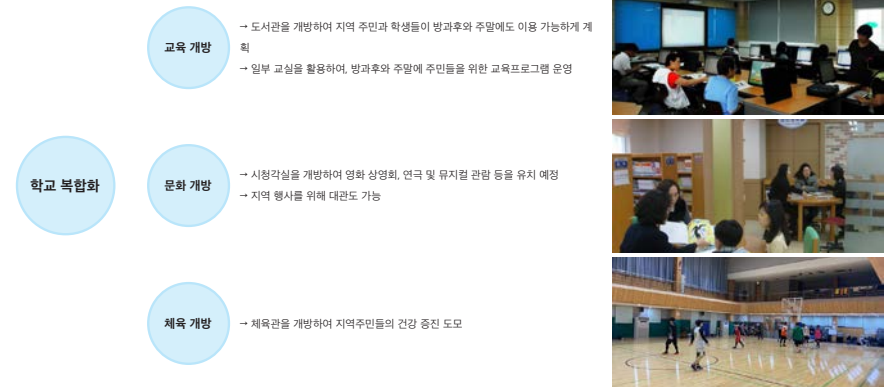 교육 개방
→ 도서관을 개방하여 지역 주민과 학생들이 방과후와 주말에도 이용 가능하게 계
획
→ 일부 교실을 활용하여, 방과후와 주말에 주민들을 위한 교육프로그램 운영
학교 복합화
문화 개방
→ 시청각실을 개방하여 영화 상영회, 연극 및 뮤지컬 관람 등을 유치 예정
→ 지역 행사를 위해 대관도 가능
체육 개방
→ 체육관을 개방하여 지역주민들의 건강 증진 도모